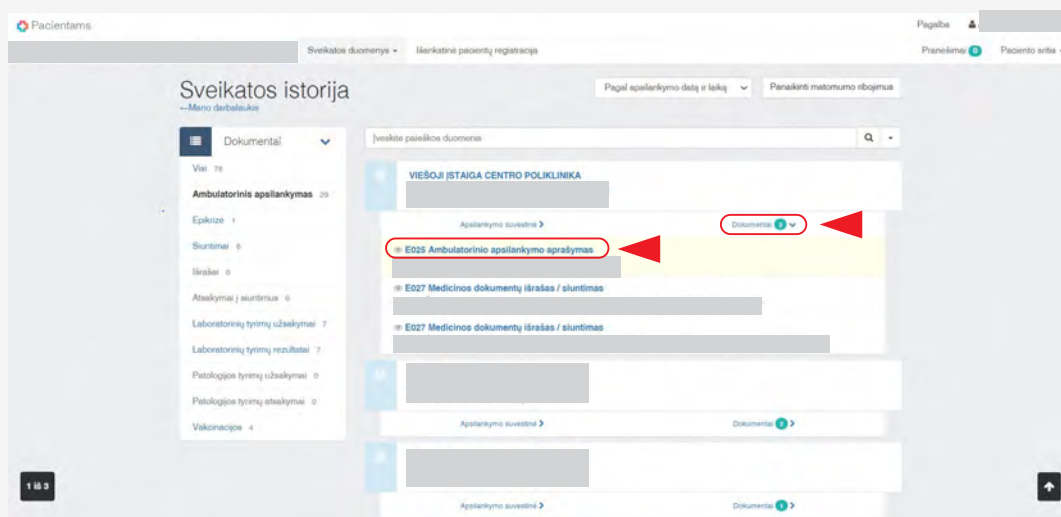 Pacientams
Pagalba
Sveikatos duomenys
Išankstinė pacientų registracija
Pranešimai 0
Paciento sritis
Sveikatos istorija
Mano darbalaukis
Pagal apsilankymo datą ir laiką
Panaikinti matomumo ribojimus
Dokumentai
Įveskite paieškos duomenis
Visi 78
VIEŠOJI ĮSTAIGA CENTRO POLIKLINIKA
Ambulatorinis apsilankymas 29
Epikrizė 1
Apsilankymo suvestinė
Dokumentai 3
Siuntimai 6
E025 Ambulatorinio apsilankymo aprašymas
Išrašai 0
E027 Medicinos dokumentų išrašas / siuntimas
Atsakymai į siuntimus 0
Laboratorinių tyrimų užsakymai 7
E027 Medicinos dokumentų išrašas / siuntimas
Laboratorinių tyrimų rezultatai 7
Patologijos tyrimų užsakymai 0
Patologijos tyrimų atsakymai 0
Vakcinacijos 4
Apsilankymo suvestinė
Dokumentai 2
1 iš 3
Apsilankymo suvestinė
Dokumentai 1